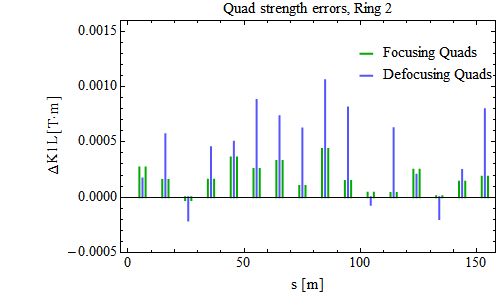 Quad strength errors, Ring 2
0.0015
0.0010
0.0005
0.0000
−0.0005
ΔK1L [T·m]
Focusing Quads
Defocusing Quads
0 50 100 150
s [m]